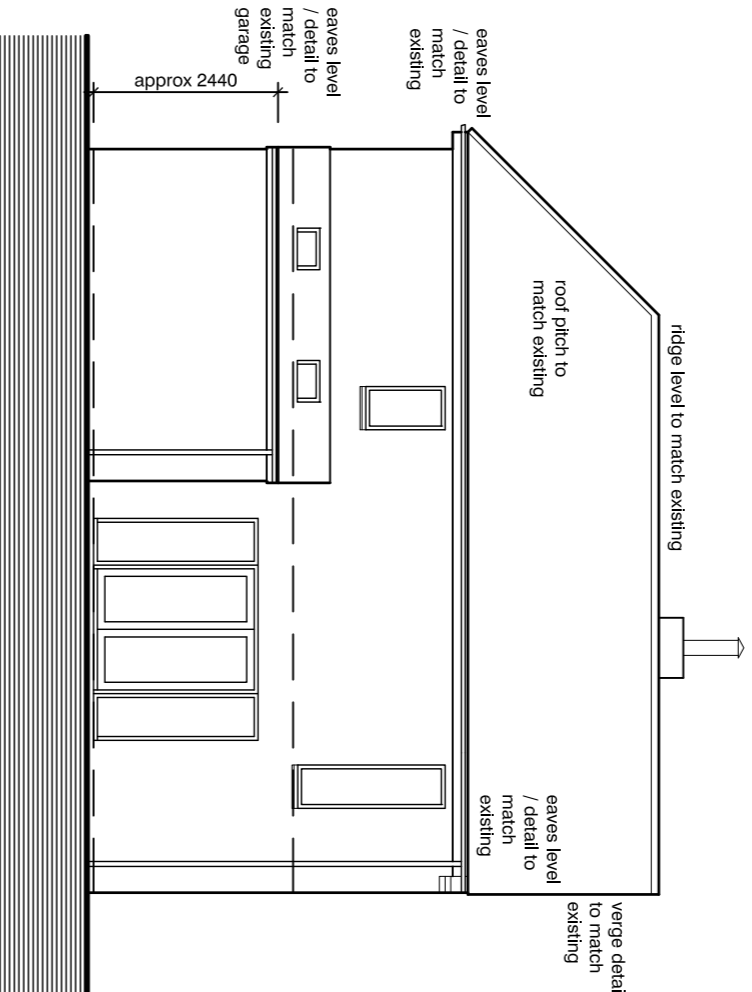 ridge level to match existing
verge detai
to match
existing
roof pitch to
match existing
eaves level
/ detail to
match
existing
eaves level
/ detail to
match
existing
eaves level
/ detail to
match
existing
garage
approx 2440